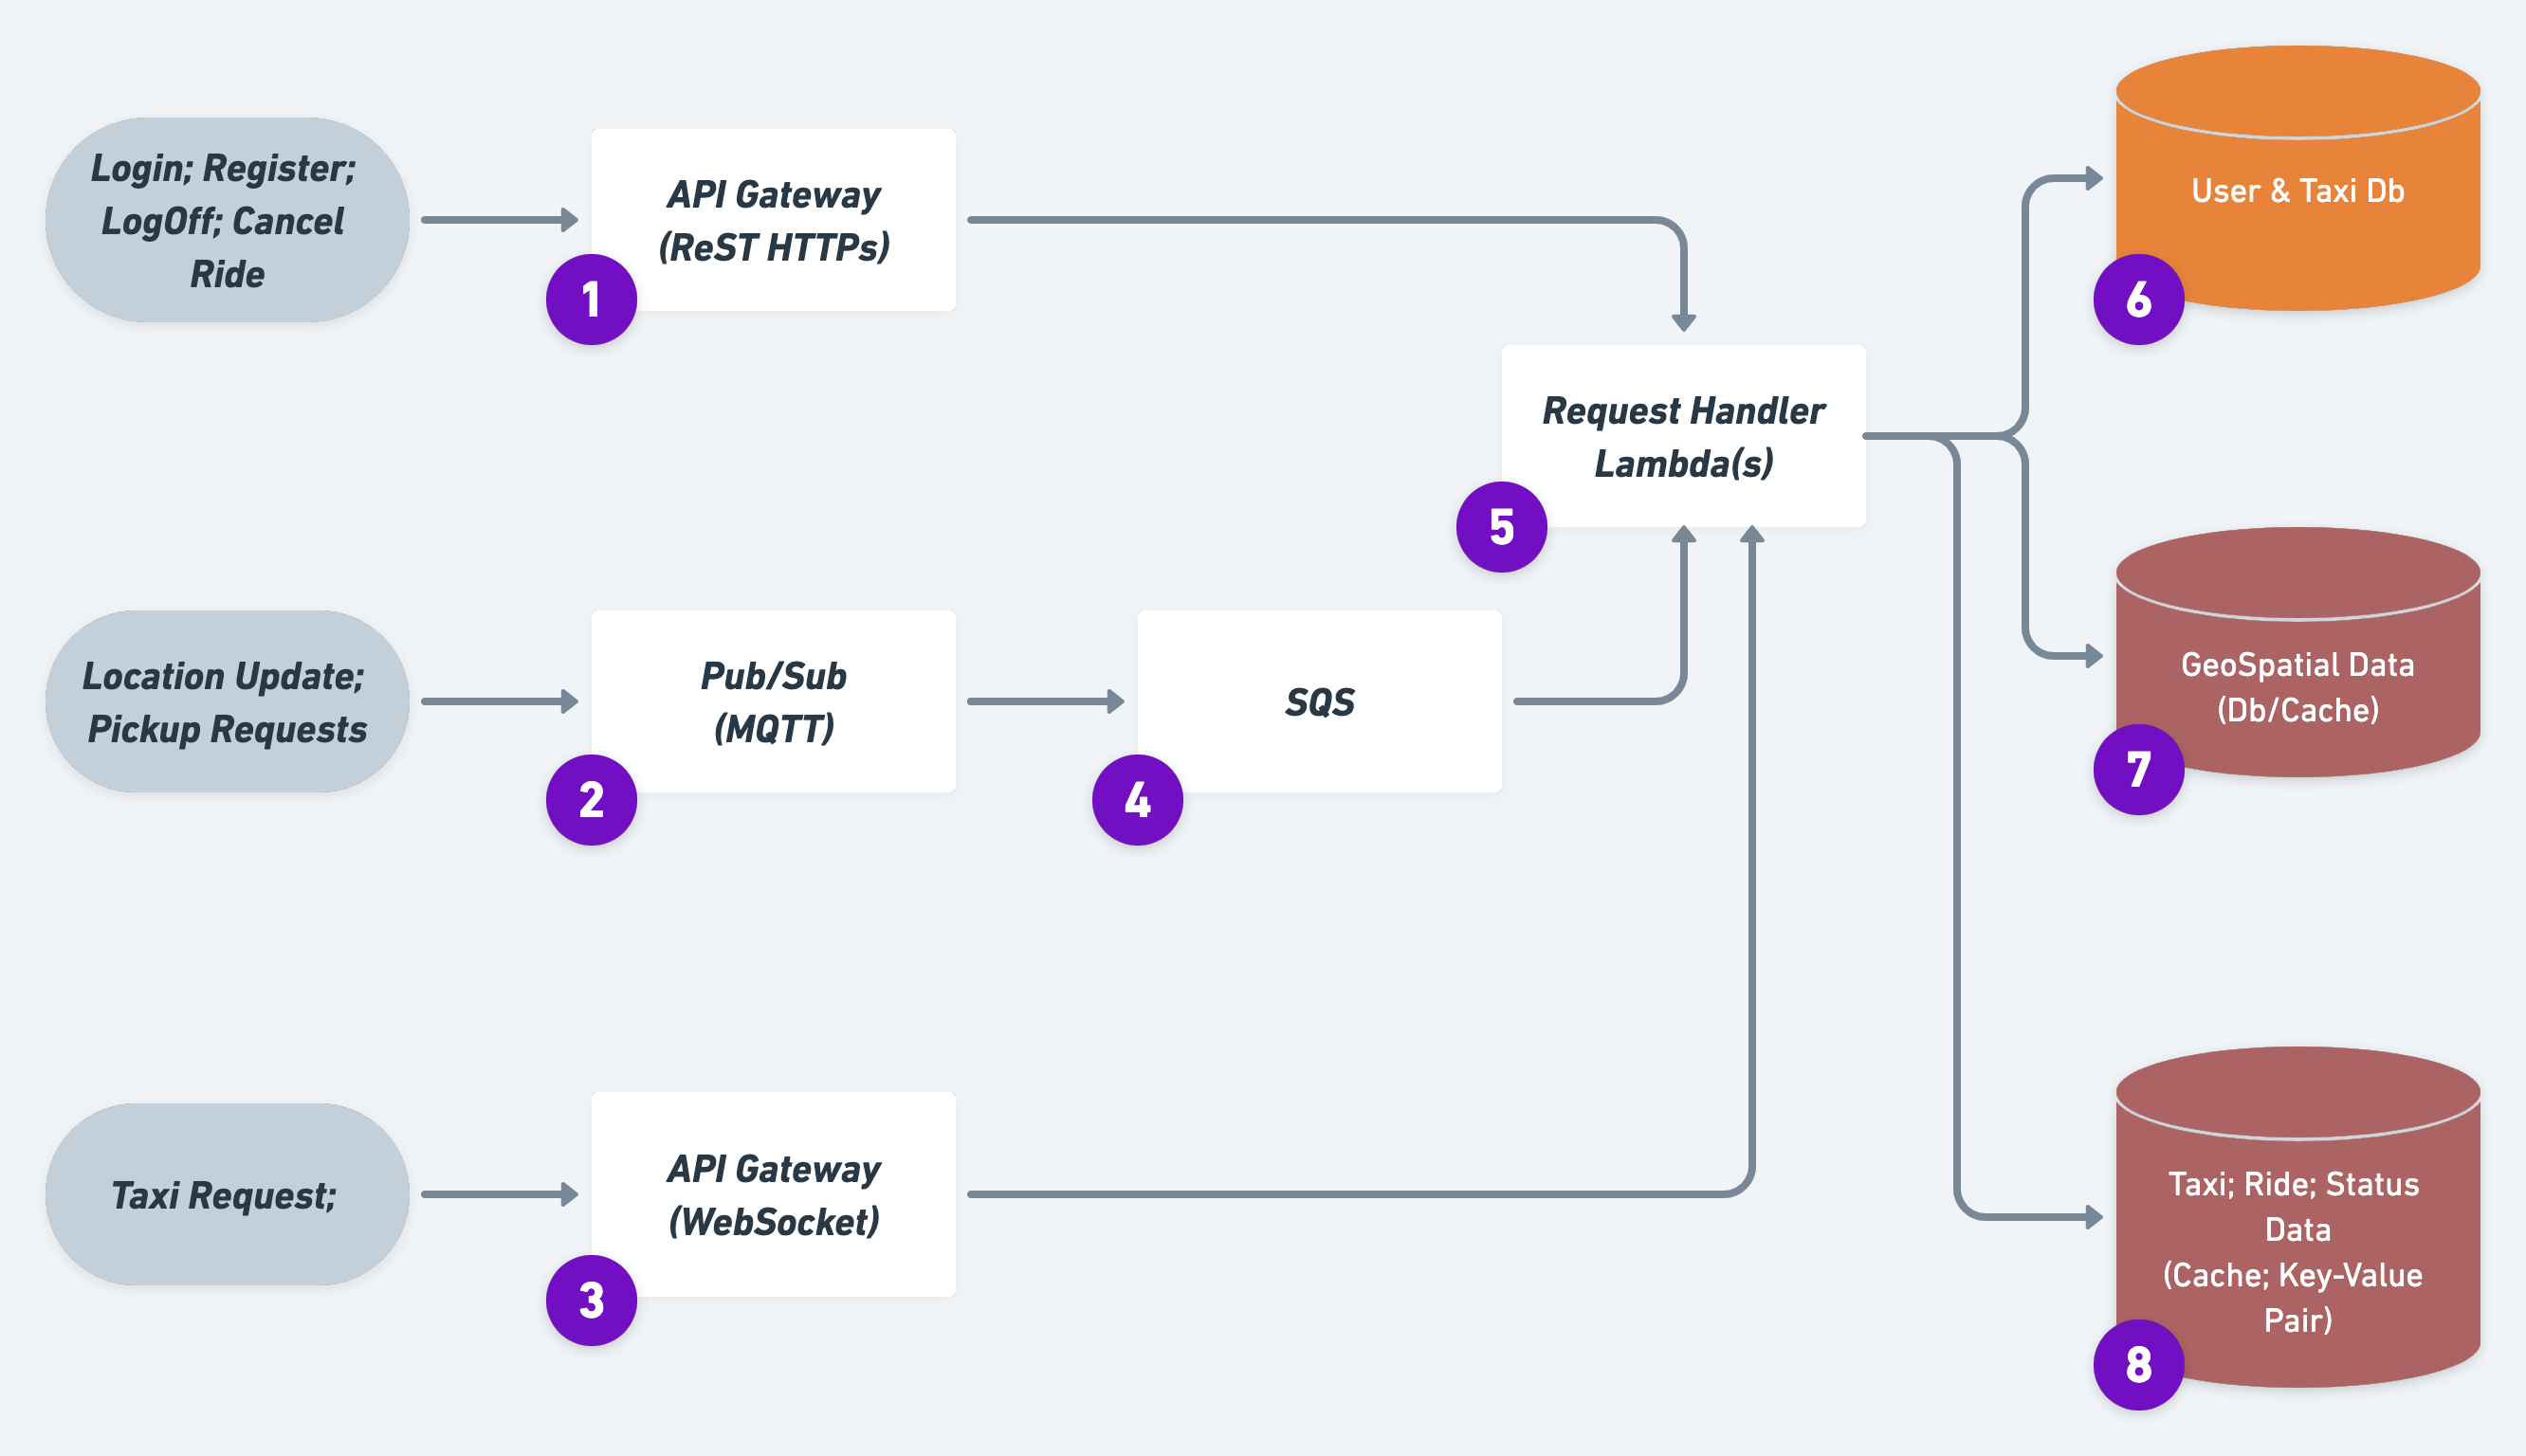 Login; Register;
LogOff; Cancel
Ride
API Gateway
(ReST HTTPs)
1
User & Taxi Db
6
Request Handler
Lambda(s)
5
Location Update;
Pickup Requests
Pub/Sub
(MQTT)
2
SQS
4
GeoSpatial Data
(Db/Cache)
7
Taxi Request;
API Gateway
(WebSocket)
3
Taxi; Ride; Status
Data
(Cache; Key-Value
Pair)
8